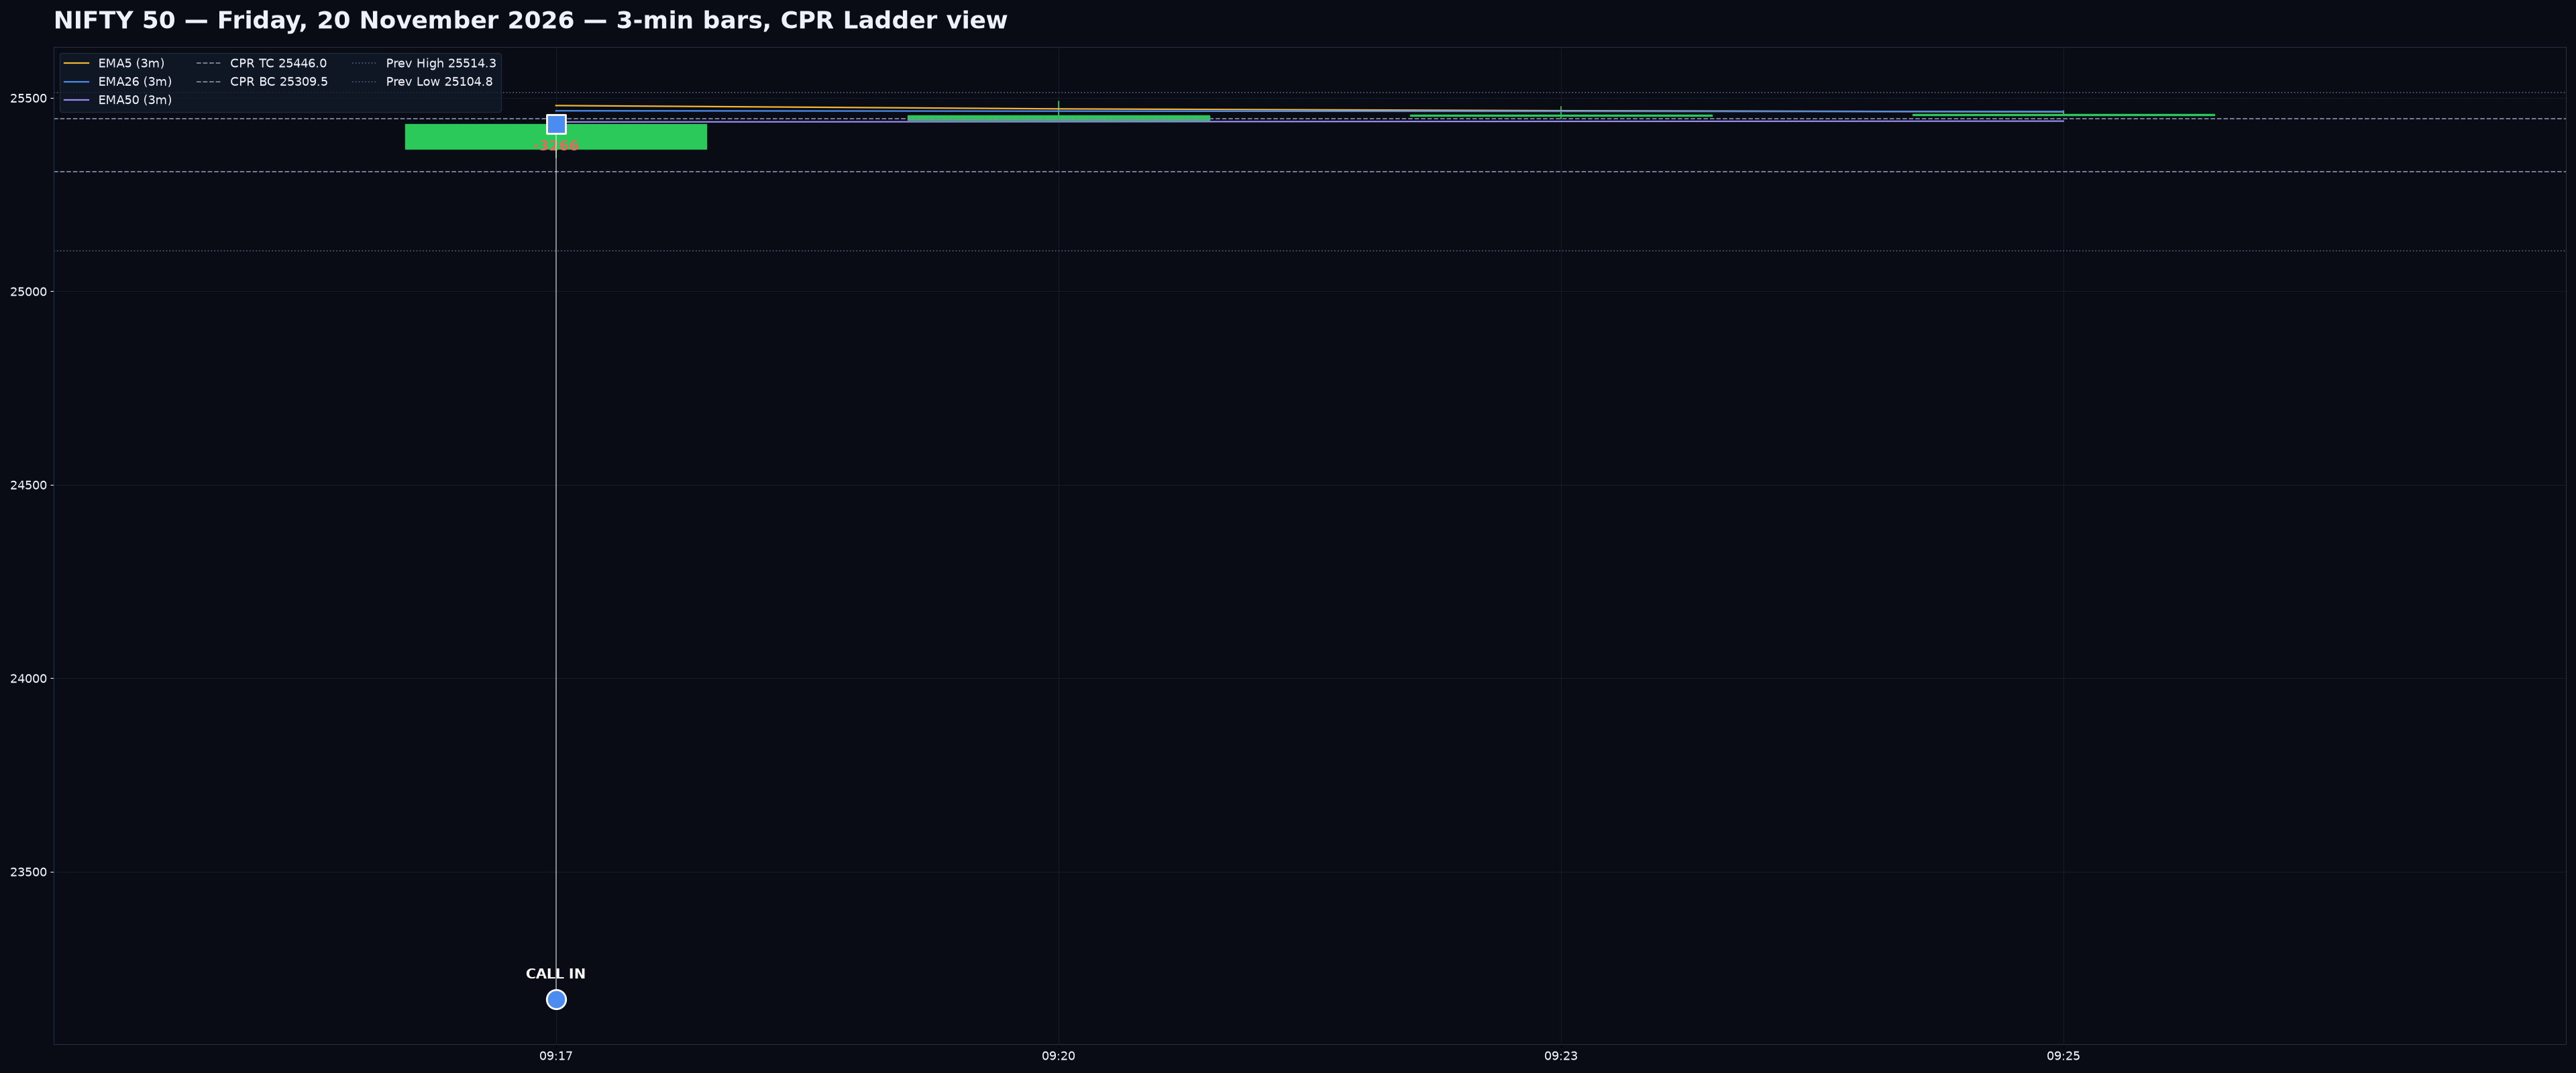 NIFTY 50 — Friday, 20 November 2026 — 3-min bars, CPR Ladder view
EMA5 (3m) CPR TC 25446.0 Prev High 25514.3
EMA26 (3m) CPR BC 25309.5 Prev Low 25104.8
EMA50 (3m)
25500
-3266
25000
24500
24000
23500
CALL IN
09:17 09:20 09:23 09:25